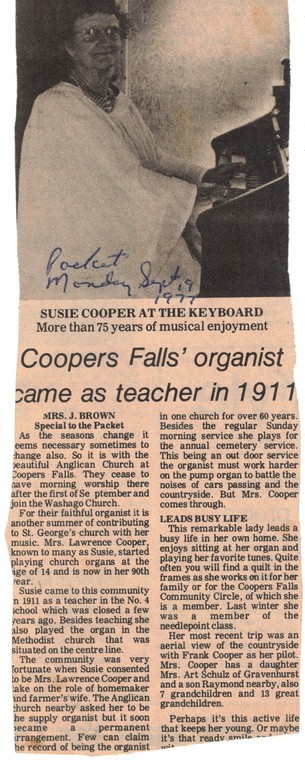 Packet
Monday Sept, 19
1977
SUSIE COOPER AT THE KEYBOARD
More than 75 years of musical enjoyment
Coopers Falls' organist
came as teacher in 1911
MRS. J. BROWN
Special to the Packet
As the seasons change it
seems necessary sometimes to
change also. So it is with the
beautiful Anglican Church at
Coopers Falls. They cease to
have morning worship there
after the first of Se ptember and
join the Washago Church.
For their faithful organist it is
another summer of contributing
to St. George's church with her
music. Mrs. Lawrence Cooper,
known to many as Susie, started
playing church organs at the
age of 14 and is now in her 90th
year.
Susie came to this community
in 1911 as a teacher in the No. 4
school which was closed a few
years ago. Besides teaching she
also played the organ in the
Methodist church that was
situated on the centre line.
The community was very
fortunate when Susie consented
to be Mrs. Lawrence Cooper and
take on the role of homemaker
and farmer's wife. The Anglican
church nearby asked her to be
the supply organist but it soon
became a permanent
arrangement. Few can claim
the record of being the organist
in one church for over 60 years.
Besides the regular Sunday
morning service she plays for
the annual cemetery service.
This being an out door service
the organist must work harder
on the pump organ to battle the
noises of cars passing and the
countryside. But Mrs. Cooper
comes through.
LEADS BUSY LIFE
This remarkable lady leads a
busy life in her own home. She
enjoys sitting at her organ and
playing her favorite tunes. Quite
often you will find a quilt in the
frames as she works on it for her
family or for the Coopers Falls
Community Circle, of which she
is a member. Last winter she
was a member of the
needlepoint class.
Her most recent trip was an
aerial view of the countryside
with Frank Cooper as her pilot.
Mrs. Cooper has a daughter
Mrs. Art Schulz of Gravenhurst
and a son Raymond nearby, also
7 grandchildren and 13 great
grandchildren.
Perhaps it's this active life
that keeps her young. Or maybe
it's that ready smile and
wit